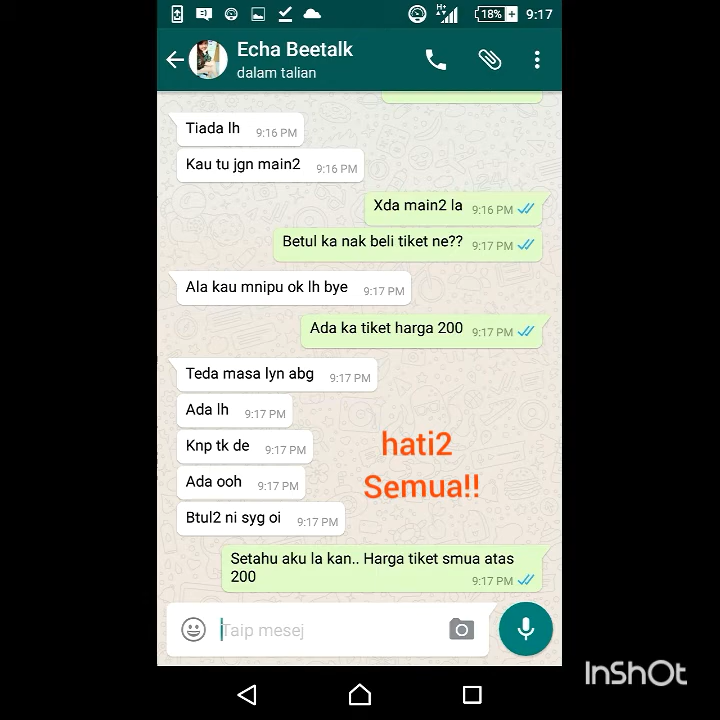 H+
18%
9:17
Echa Beetalk
dalam talian
Tiada lh 9:16 PM
Kau tu jgn main2 9:16 PM
Xda main2 la 9:16 PM
Betul ka nak beli tiket ne?? 9:17 PM
Ala kau mnipu ok lh bye 9:17 PM
Ada ka tiket harga 200 9:17 PM
Teda masa lyn abg 9:17 PM
Ada lh 9:17 PM
Knp tk de 9:17 PM
Ada ooh 9:17 PM
Btul2 ni syg oi 9:17 PM
hati2
Semua!!
Setahu aku la kan.. Harga tiket smua atas
200 9:17 PM
Taip mesej
InShOt